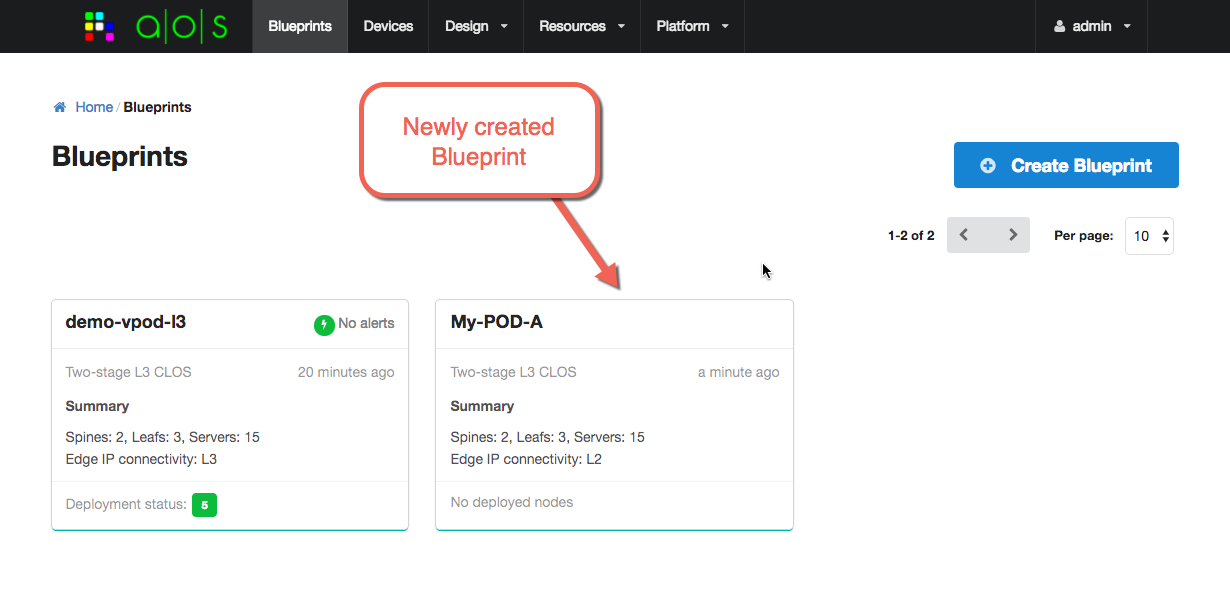 a|o|s Blueprints Devices Design Resources Platform admin
Home / Blueprints
Newly created
Blueprint
Blueprints
Create Blueprint
1-2 of 2 Per page: 10
demo-vpod-l3 No alerts
Two-stage L3 CLOS 20 minutes ago
Summary
Spines: 2, Leafs: 3, Servers: 15
Edge IP connectivity: L3
Deployment status: 5
My-POD-A
Two-stage L3 CLOS a minute ago
Summary
Spines: 2, Leafs: 3, Servers: 15
Edge IP connectivity: L2
No deployed nodes